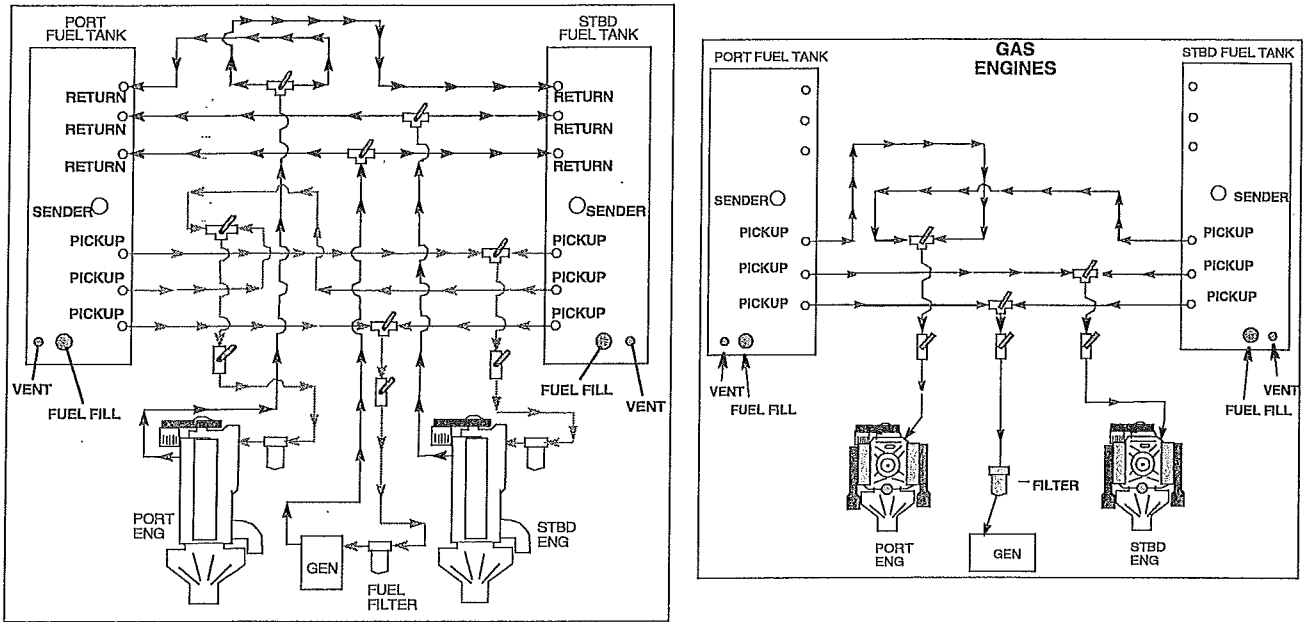 PORT
FUEL TANK
STBD
FUEL TANK
RETURN
RETURN
RETURN
RETURN
RETURN
RETURN
SENDER
SENDER
PICKUP
PICKUP
PICKUP
PICKUP
PICKUP
PICKUP
VENT
FUEL FILL
FUEL FILL
VENT
PORT
ENG
GEN
FUEL
FILTER
STBD
ENG
GAS
ENGINES
PORT FUEL TANK
STBD FUEL TANK
SENDER
SENDER
PICKUP
PICKUP
PICKUP
PICKUP
PICKUP
PICKUP
VENT
FUEL FILL
VENT
FUEL FILL
FILTER
PORT
ENG
GEN
STBD
ENG